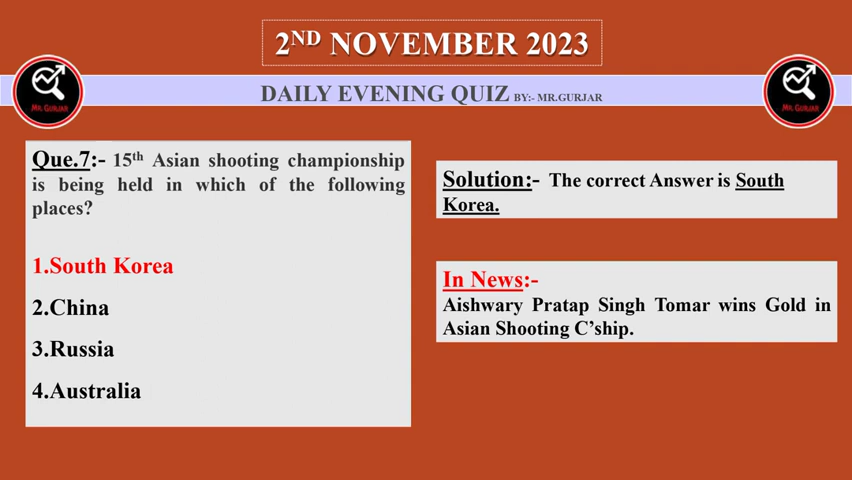 2ND NOVEMBER 2023
DAILY EVENING QUIZ BY:- MR.GURJAR
MR. GURJAR
MR. GURJAR
Que.7:- 15th Asian shooting championship
is being held in which of the following
places?
1.South Korea
2.China
3.Russia
4.Australia
Solution:- The correct Answer is South
Korea.
In News:-
Aishwary Pratap Singh Tomar wins Gold in
Asian Shooting C’ship.